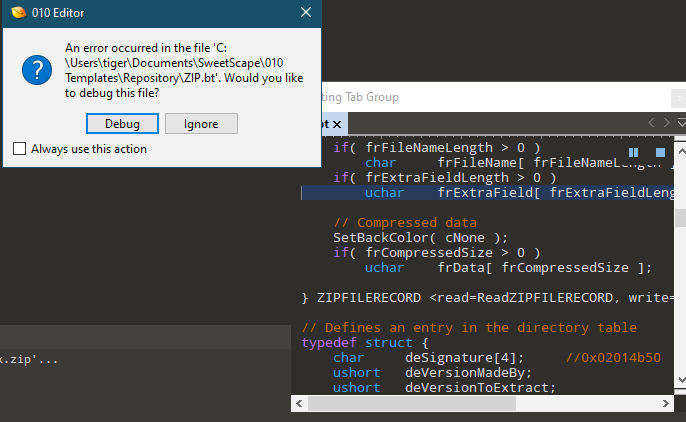 010 Editor
An error occurred in the file 'C:
\Users\tiger\Documents\SweetScape\010
Templates\Repository\ZIP.bt'. Would you like
to debug this file?
Debug
Ignore
Always use this action
ting Tab Group
if( frFileNameLength > 0 )
char frFileName[ frFileNameLength ]
if( frExtraFieldLength > 0 )
uchar frExtraField[ frExtraFieldLeng
// Compressed data
SetBackColor( cNone );
if( frCompressedSize > 0 )
uchar frData[ frCompressedSize ];
} ZIPFILERECORD <read=ReadZIPFILERECORD, write=
// Defines an entry in the directory table
typedef struct {
char deSignature[4]; //0x02014b50
ushort deVersionMadeBy;
ushort deVersionToExtract;
x.zip'...